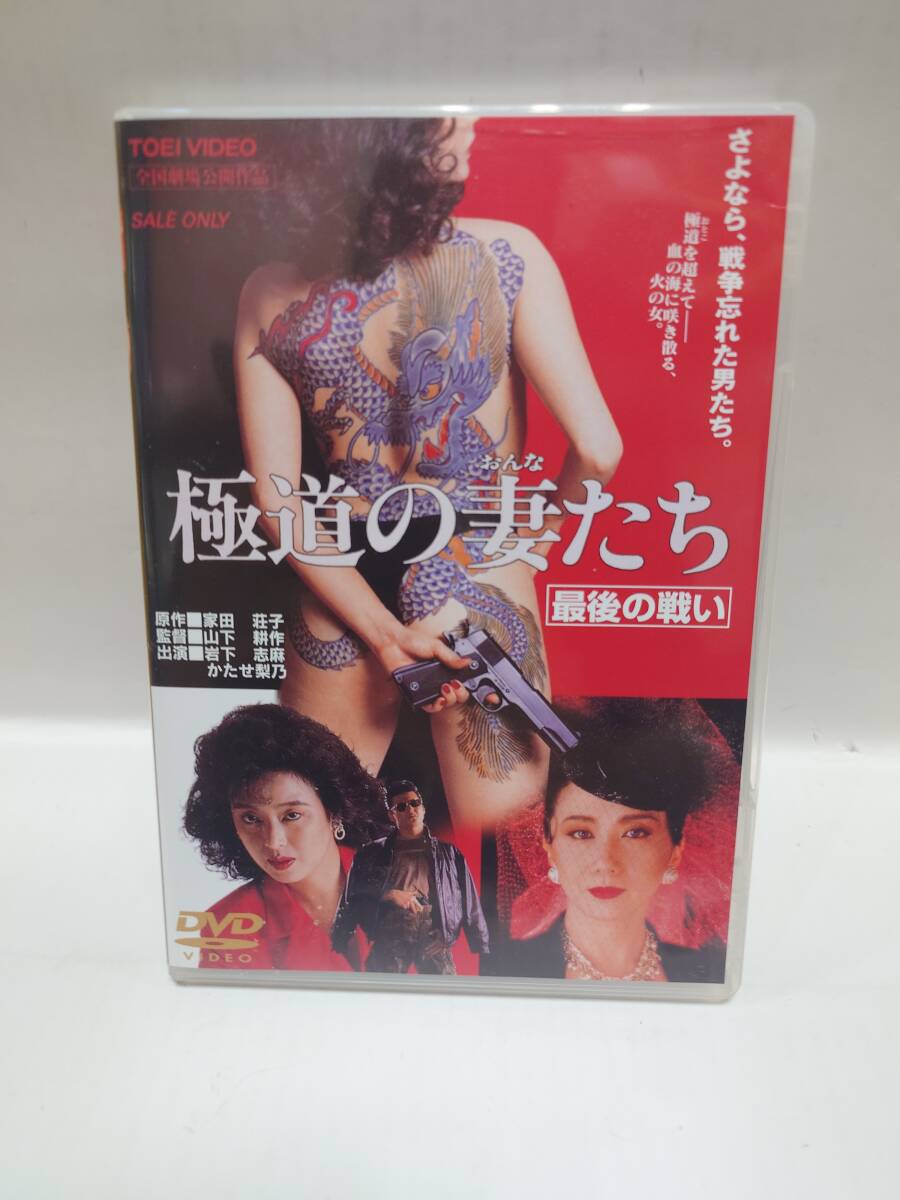 TOEI VIDEO
全国劇場公開作品
SALE ONLY
さよなら、戦争忘れた男たち。
おとこ
極道を超えて――
血の海に咲き散る、
火の女。
おんな
極道の妻たち
最後の戦い
原作■家田 荘子
監督■山下 耕作
出演■岩下 志麻
かたせ梨乃
DVD
VIDEO